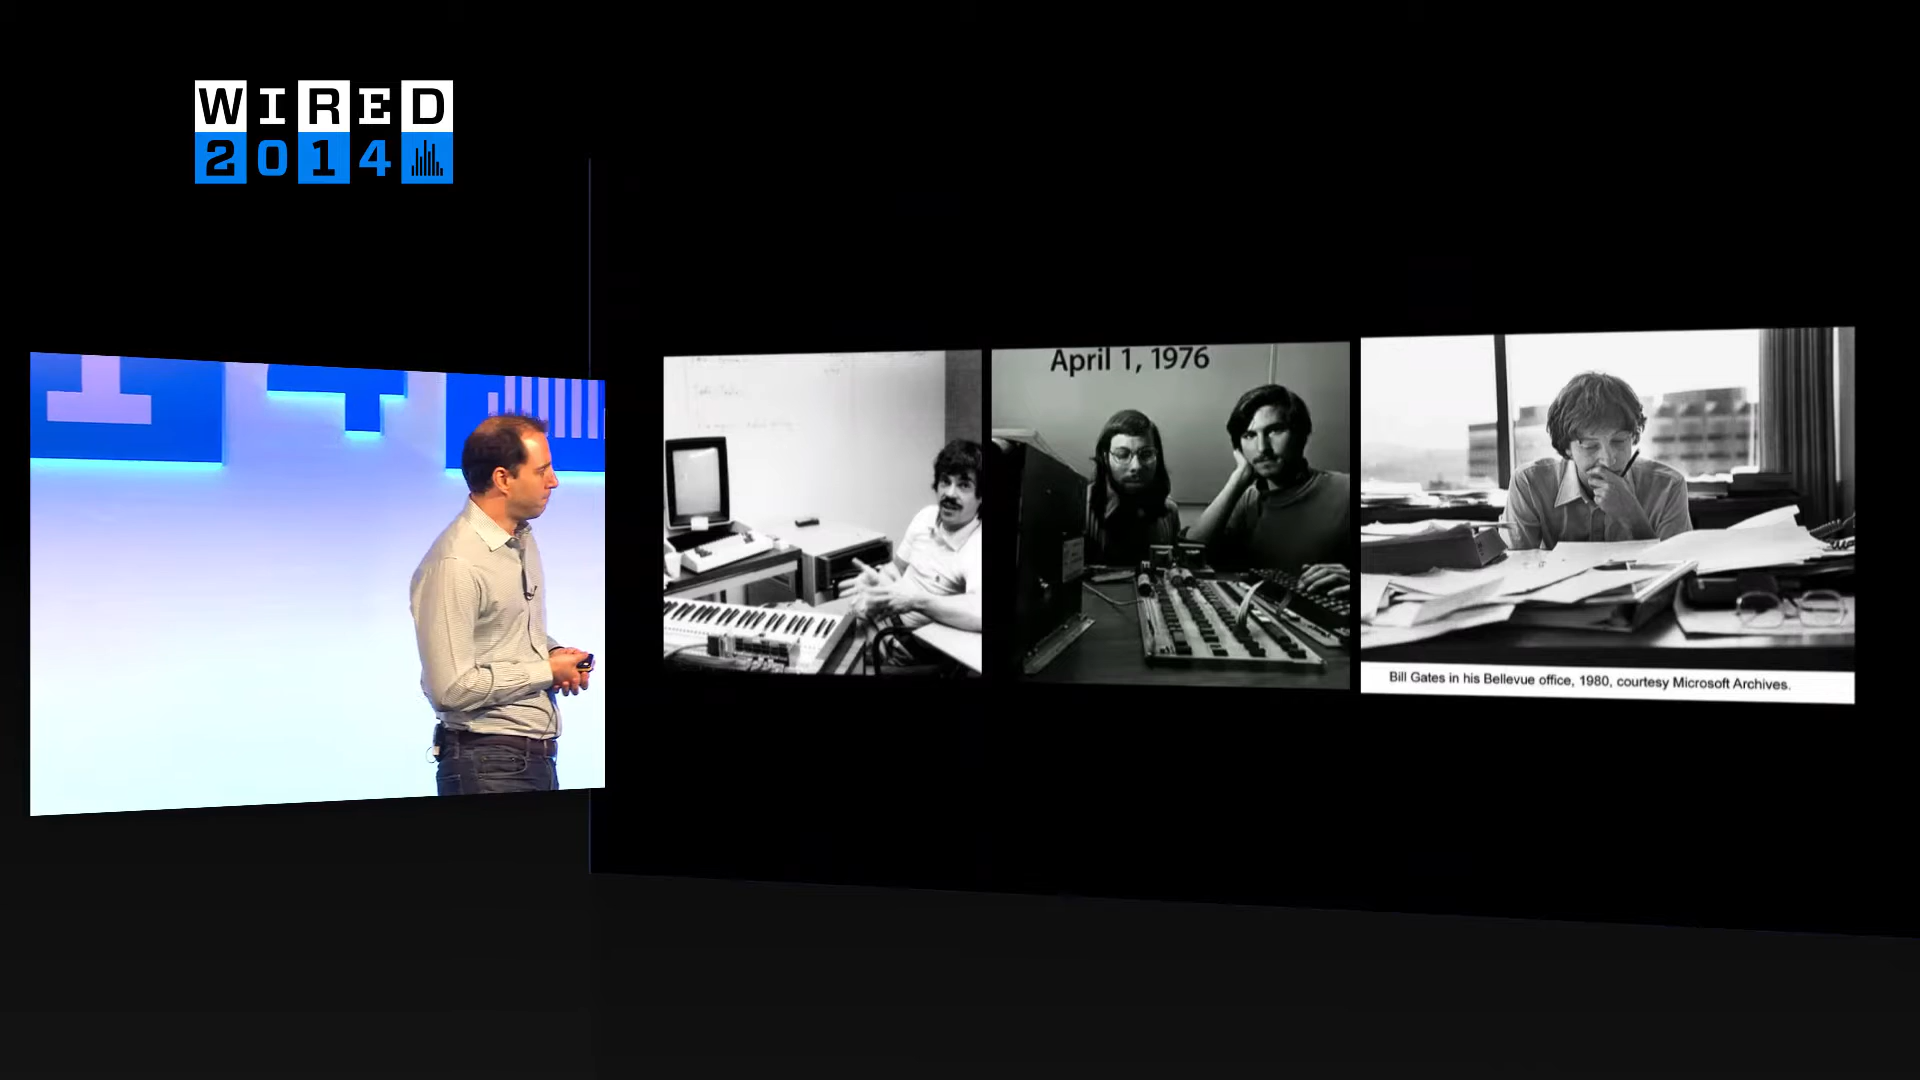 WIRED
2014
April 1, 1976
Bill Gates in his Bellevue office, 1980, courtesy Microsoft Archives.